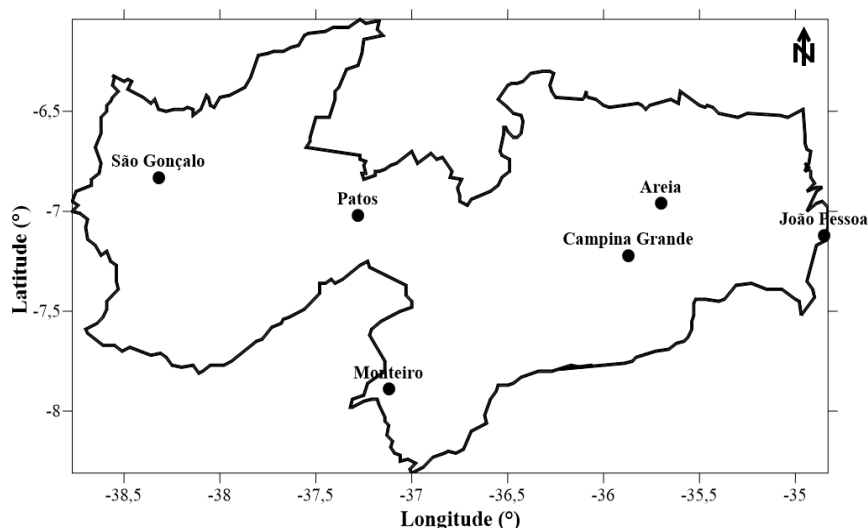 N
-6,5
São Gonçalo
Areia
Patos
-7
João Pessoa
Campina Grande
Latitude (°)
-7,5
Monteiro
-8
-38,5
-38
-37,5
-37
-36,5
-36
-35,5
-35
Longitude (°)